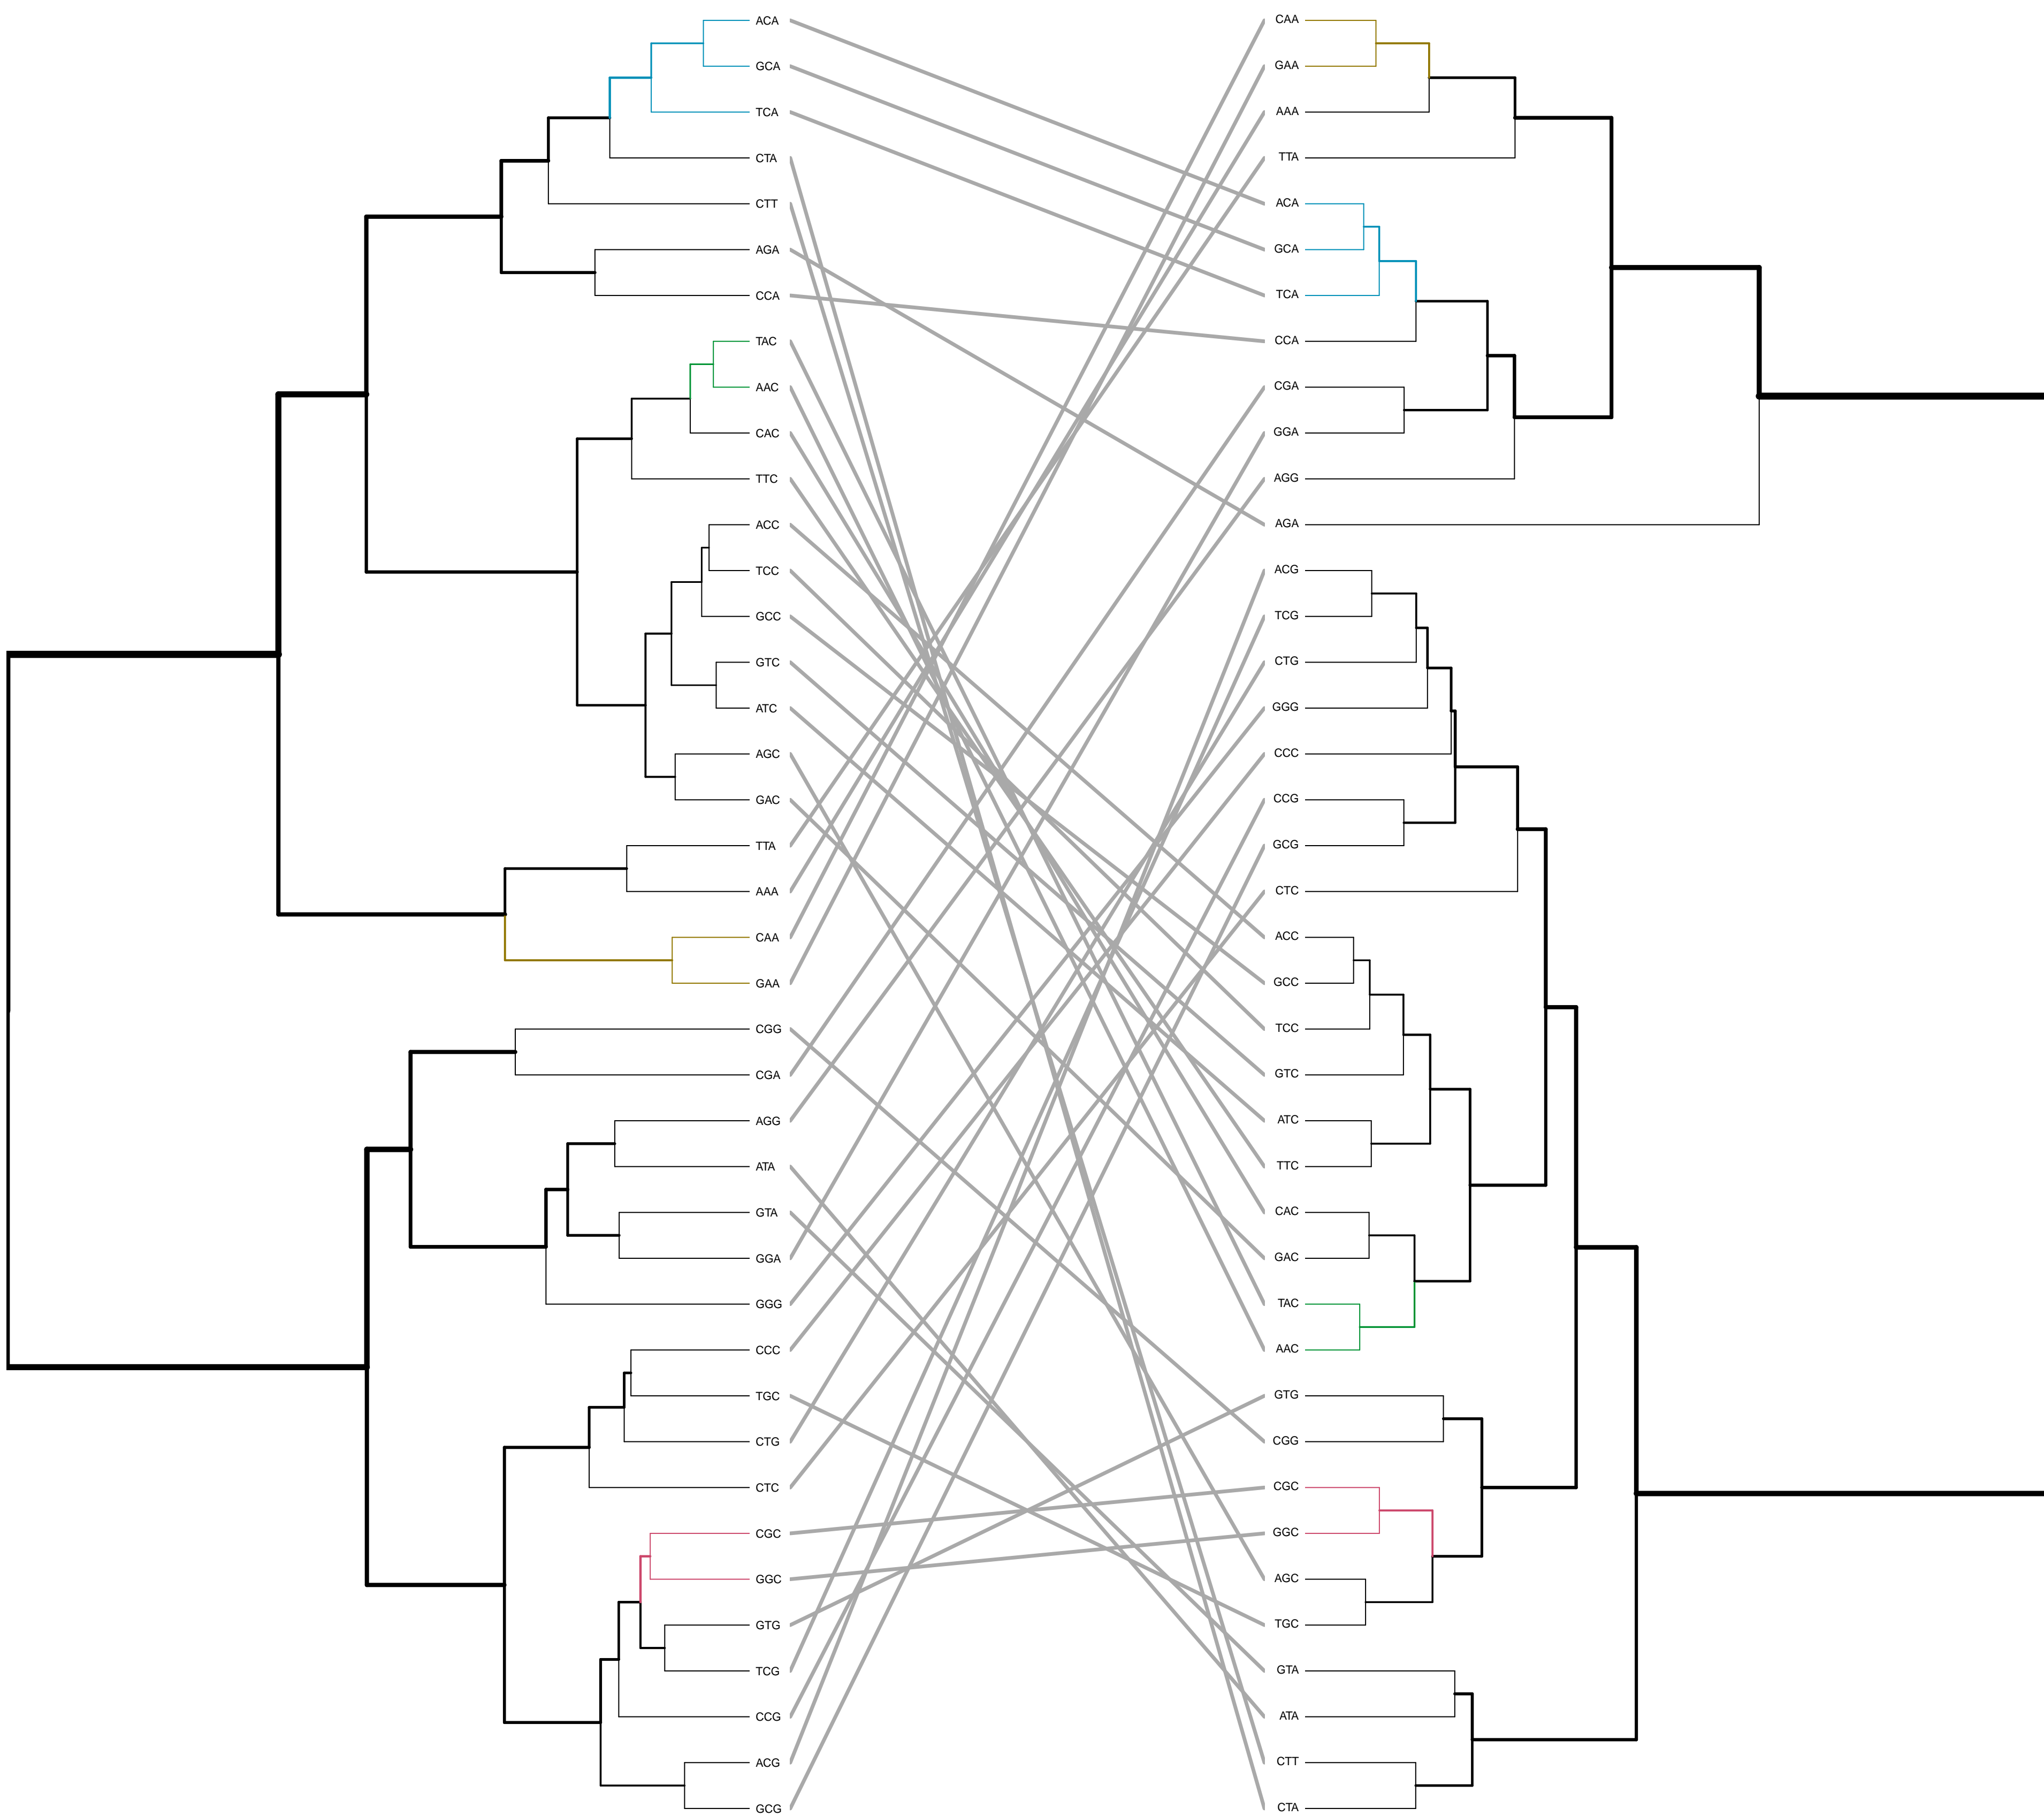 ACA CAA
GCA GAA
TCA AAA
CTA TTA
CTT ACA
AGA GCA
CCA TCA
TAC CCA
AAC CGA
CAC GGA
TTC AGG
ACC AGA
TCC ACG
GCC TCG
GTC CTG
ATC GGG
AGC CCC
GAC CCG
TTA GCG
AAA CTC
CAA ACC
GAA GCC
CGG TCC
CGA GTC
AGG ATC
ATA TTC
GTA CAC
GGA GAC
GGG TAC
CCC AAC
TGC GTG
CTG CGG
CTC CGC
CGC GGC
GGC AGC
GTG TGC
TCG GTA
CCG ATA
ACG CTT
GCG CTA